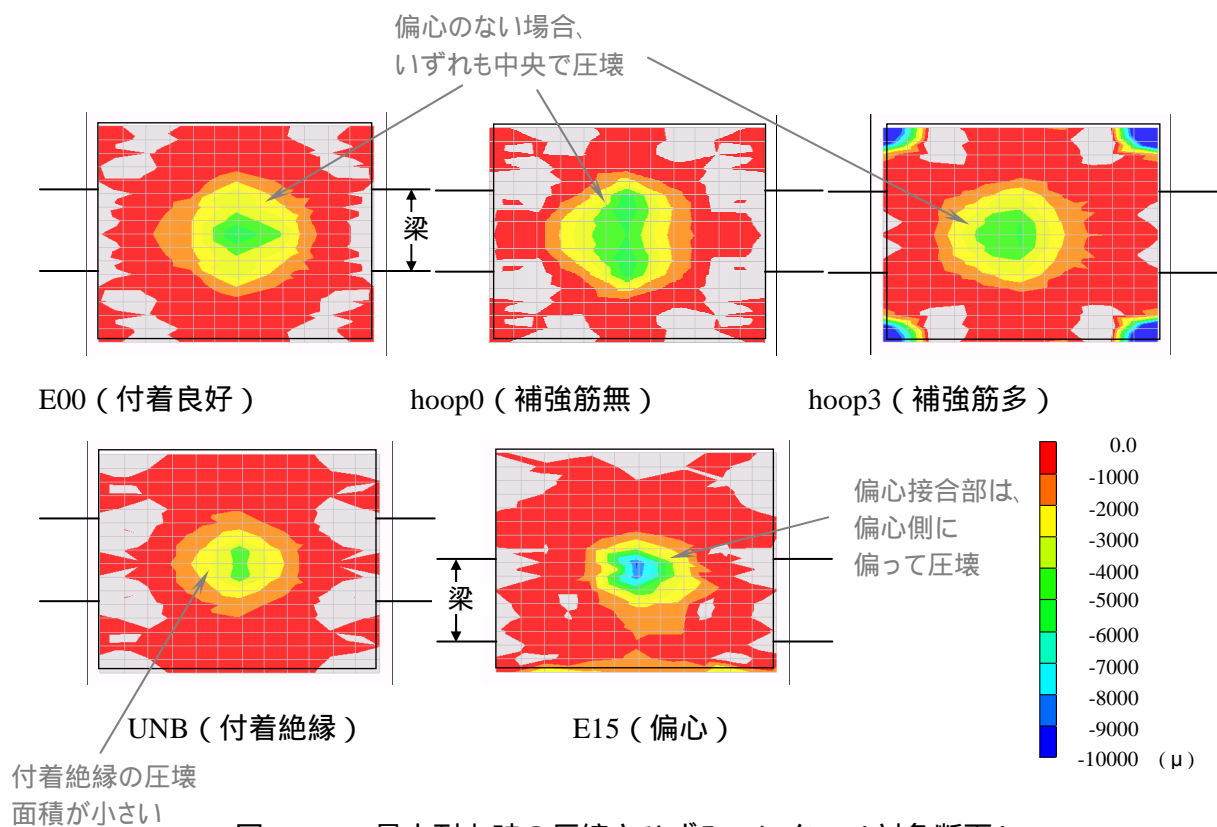 偏心のない場合、
いずれも中央で圧壊
梁
E00（付着良好）
hoop0（補強筋無）
hoop3（補強筋多）
梁
偏心接合部は、
偏心側に
偏って圧壊
0.0
-1000
-2000
-3000
-4000
-5000
-6000
-7000
-8000
-9000
-10000 （μ）
UNB（付着絶縁）
E15（偏心）
付着絶縁の圧壊
面積が小さい